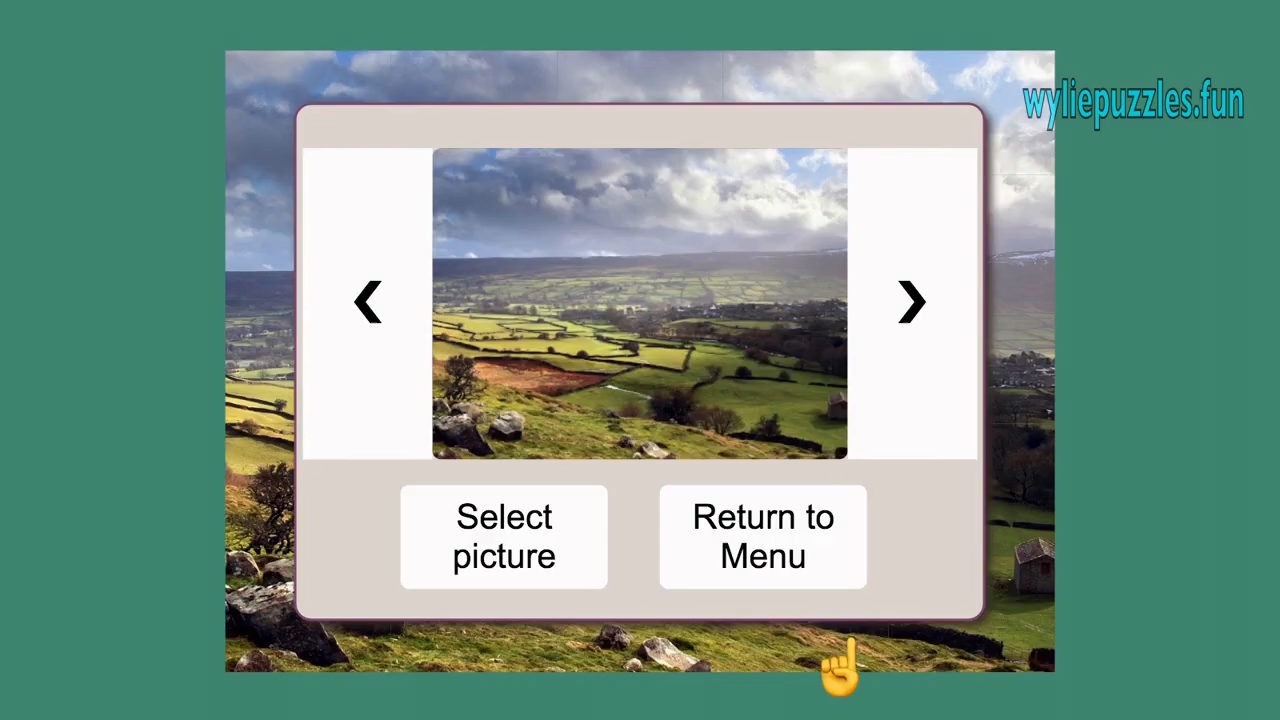 wyliepuzzles.fun
❮
❯
Select
picture
Return to
Menu